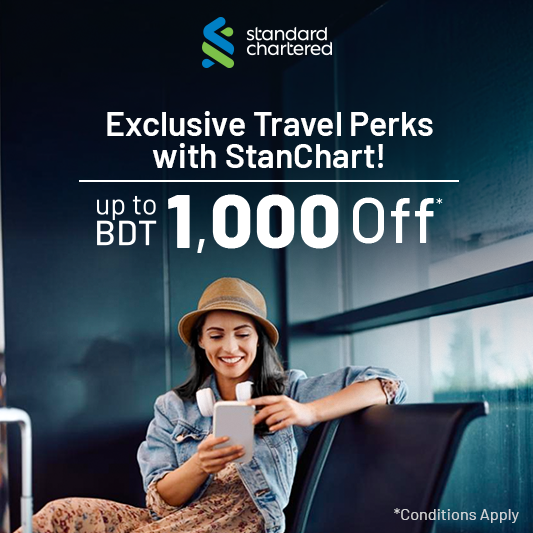 standard
chartered
Exclusive Travel Perks
with StanChart!
up to
BDT 1,000 Off*
*Conditions Apply